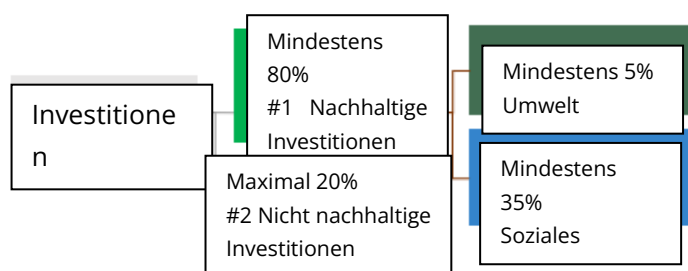 Investitione
n
Mindestens
80%
#1 Nachhaltige
Investitionen
Maximal 20%
#2 Nicht nachhaltige
Investitionen
Mindestens 5%
Umwelt
Mindestens
35%
Soziales